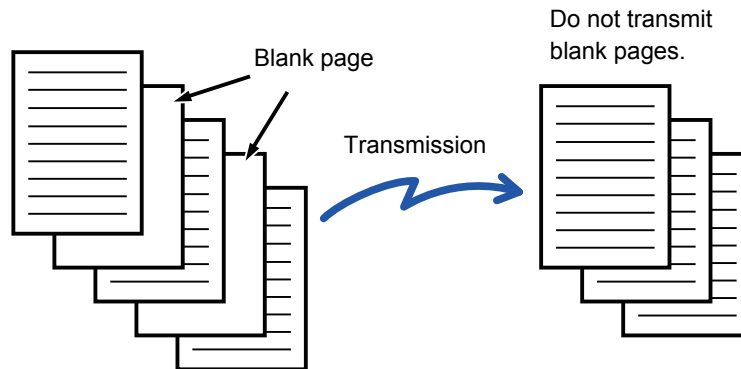 Blank page
Transmission
Do not transmit
blank pages.